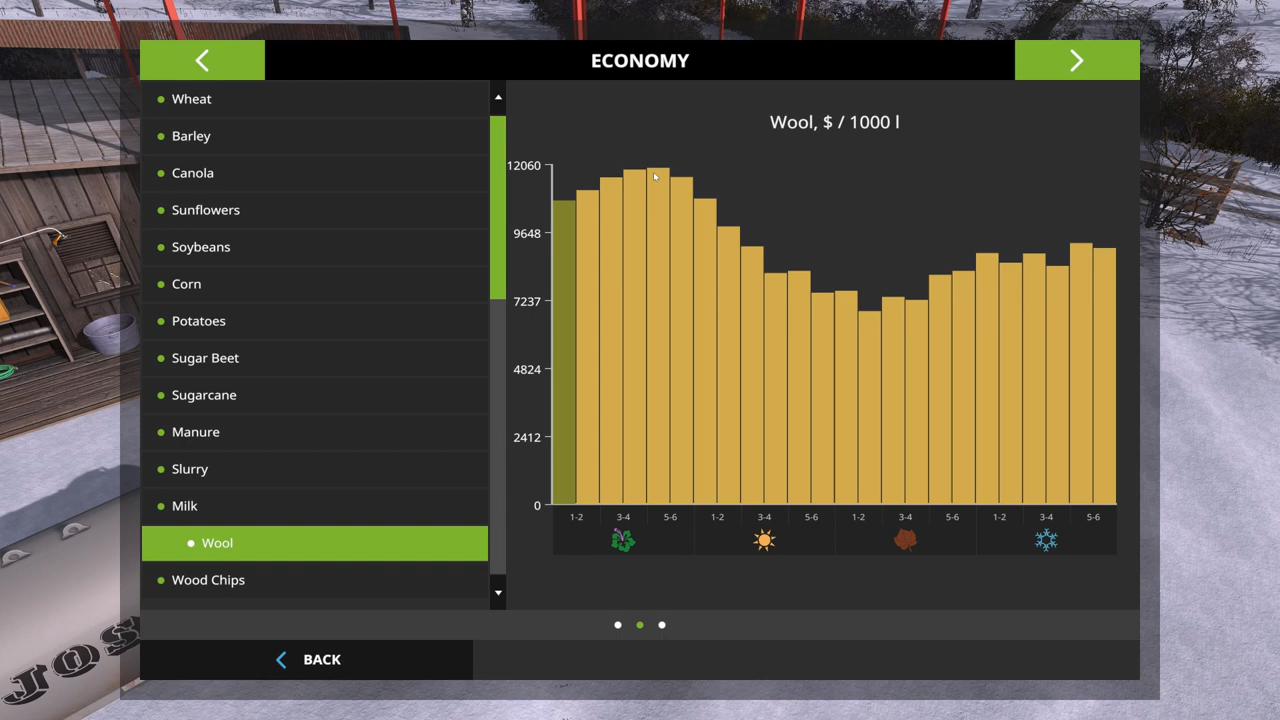 ECONOMY
Wheat
Barley
Canola
Sunflowers
Soybeans
Corn
Potatoes
Sugar Beet
Sugarcane
Manure
Slurry
Milk
Wool
Wood Chips
Wool, $ / 1000 l
12060
9648
7237
4824
2412
0
1-2 3-4 5-6 1-2 3-4 5-6 1-2 3-4 5-6 1-2 3-4 5-6
BACK
JOS